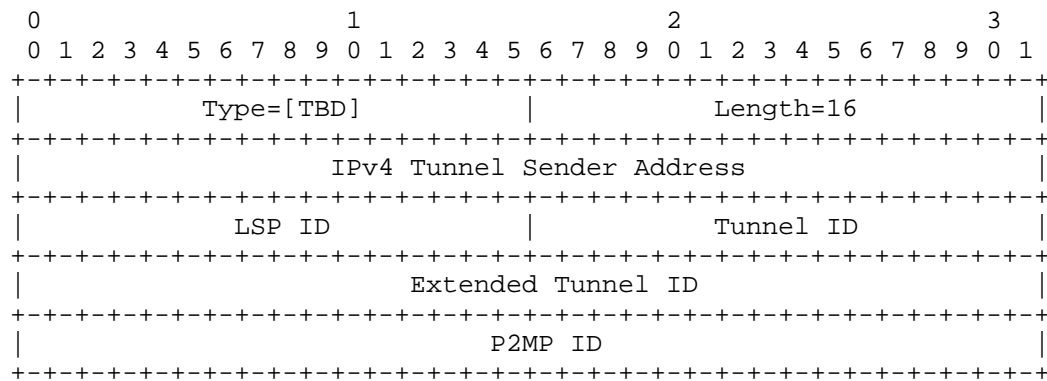 0                   1                   2                   3
 0 1 2 3 4 5 6 7 8 9 0 1 2 3 4 5 6 7 8 9 0 1 2 3 4 5 6 7 8 9 0 1
+-+-+-+-+-+-+-+-+-+-+-+-+-+-+-+-+-+-+-+-+-+-+-+-+-+-+-+-+-+-+-+-+
|           Type=[TBD]          |           Length=16           |
+-+-+-+-+-+-+-+-+-+-+-+-+-+-+-+-+-+-+-+-+-+-+-+-+-+-+-+-+-+-+-+-+
|                   IPv4 Tunnel Sender Address                  |
+-+-+-+-+-+-+-+-+-+-+-+-+-+-+-+-+-+-+-+-+-+-+-+-+-+-+-+-+-+-+-+-+
|             LSP ID            |           Tunnel ID           |
+-+-+-+-+-+-+-+-+-+-+-+-+-+-+-+-+-+-+-+-+-+-+-+-+-+-+-+-+-+-+-+-+
|                        Extended Tunnel ID                     |
+-+-+-+-+-+-+-+-+-+-+-+-+-+-+-+-+-+-+-+-+-+-+-+-+-+-+-+-+-+-+-+-+
|                             P2MP ID                           |
+-+-+-+-+-+-+-+-+-+-+-+-+-+-+-+-+-+-+-+-+-+-+-+-+-+-+-+-+-+-+-+-+